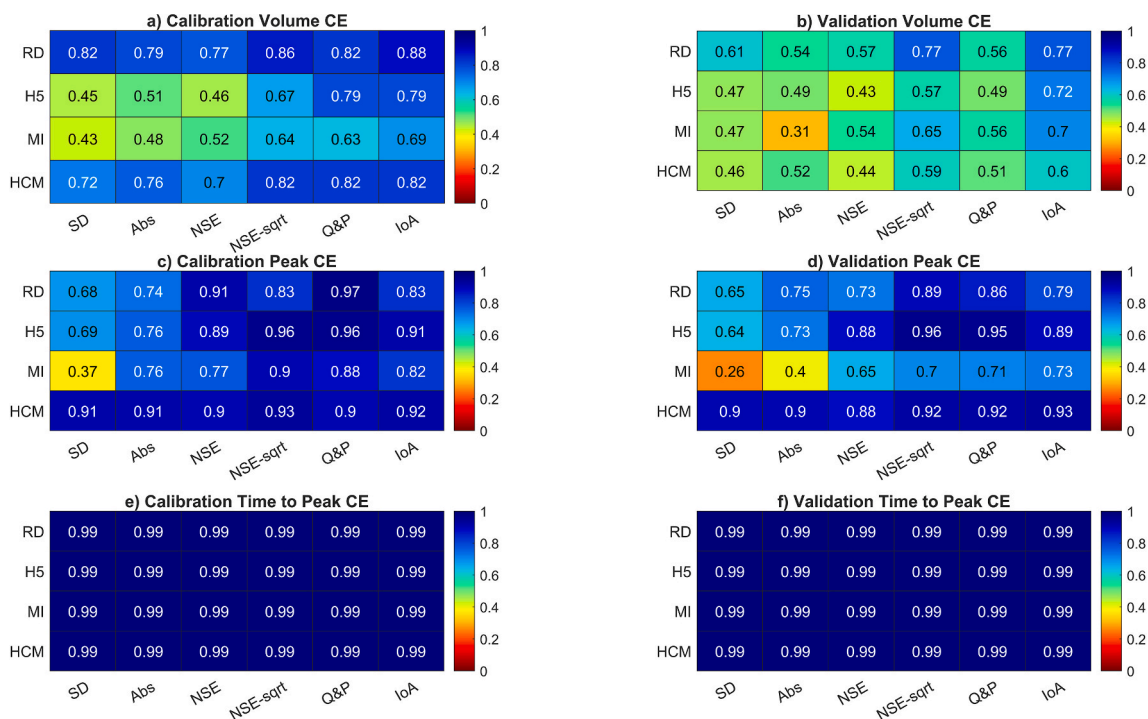 a) Calibration Volume CE
RD 0.82 0.79 0.77 0.86 0.82 0.88
H5 0.45 0.51 0.46 0.67 0.79 0.79
MI 0.43 0.48 0.52 0.64 0.63 0.69
HCM 0.72 0.76 0.7 0.82 0.82 0.82
SD Abs NSE NSE-sqrt Q&P IoA
1
0.8
0.6
0.4
0.2
0
b) Validation Volume CE
RD 0.61 0.54 0.57 0.77 0.56 0.77
H5 0.47 0.49 0.43 0.57 0.49 0.72
MI 0.47 0.31 0.54 0.65 0.56 0.7
HCM 0.46 0.52 0.44 0.59 0.51 0.6
SD Abs NSE NSE-sqrt Q&P IoA
1
0.8
0.6
0.4
0.2
0
c) Calibration Peak CE
RD 0.68 0.74 0.91 0.83 0.97 0.83
H5 0.69 0.76 0.89 0.96 0.96 0.91
MI 0.37 0.76 0.77 0.9 0.88 0.82
HCM 0.91 0.91 0.9 0.93 0.9 0.92
SD Abs NSE NSE-sqrt Q&P IoA
1
0.8
0.6
0.4
0.2
0
d) Validation Peak CE
RD 0.65 0.75 0.73 0.89 0.86 0.79
H5 0.64 0.73 0.88 0.96 0.95 0.89
MI 0.26 0.4 0.65 0.7 0.71 0.73
HCM 0.9 0.9 0.88 0.92 0.92 0.93
SD Abs NSE NSE-sqrt Q&P IoA
1
0.8
0.6
0.4
0.2
0
e) Calibration Time to Peak CE
RD 0.99 0.99 0.99 0.99 0.99 0.99
H5 0.99 0.99 0.99 0.99 0.99 0.99
MI 0.99 0.99 0.99 0.99 0.99 0.99
HCM 0.99 0.99 0.99 0.99 0.99 0.99
SD Abs NSE NSE-sqrt Q&P IoA
1
0.8
0.6
0.4
0.2
0
f) Validation Time to Peak CE
RD 0.99 0.99 0.99 0.99 0.99 0.99
H5 0.99 0.99 0.99 0.99 0.99 0.99
MI 0.99 0.99 0.99 0.99 0.99 0.99
HCM 0.99 0.99 0.99 0.99 0.99 0.99
SD Abs NSE NSE-sqrt Q&P IoA
1
0.8
0.6
0.4
0.2
0